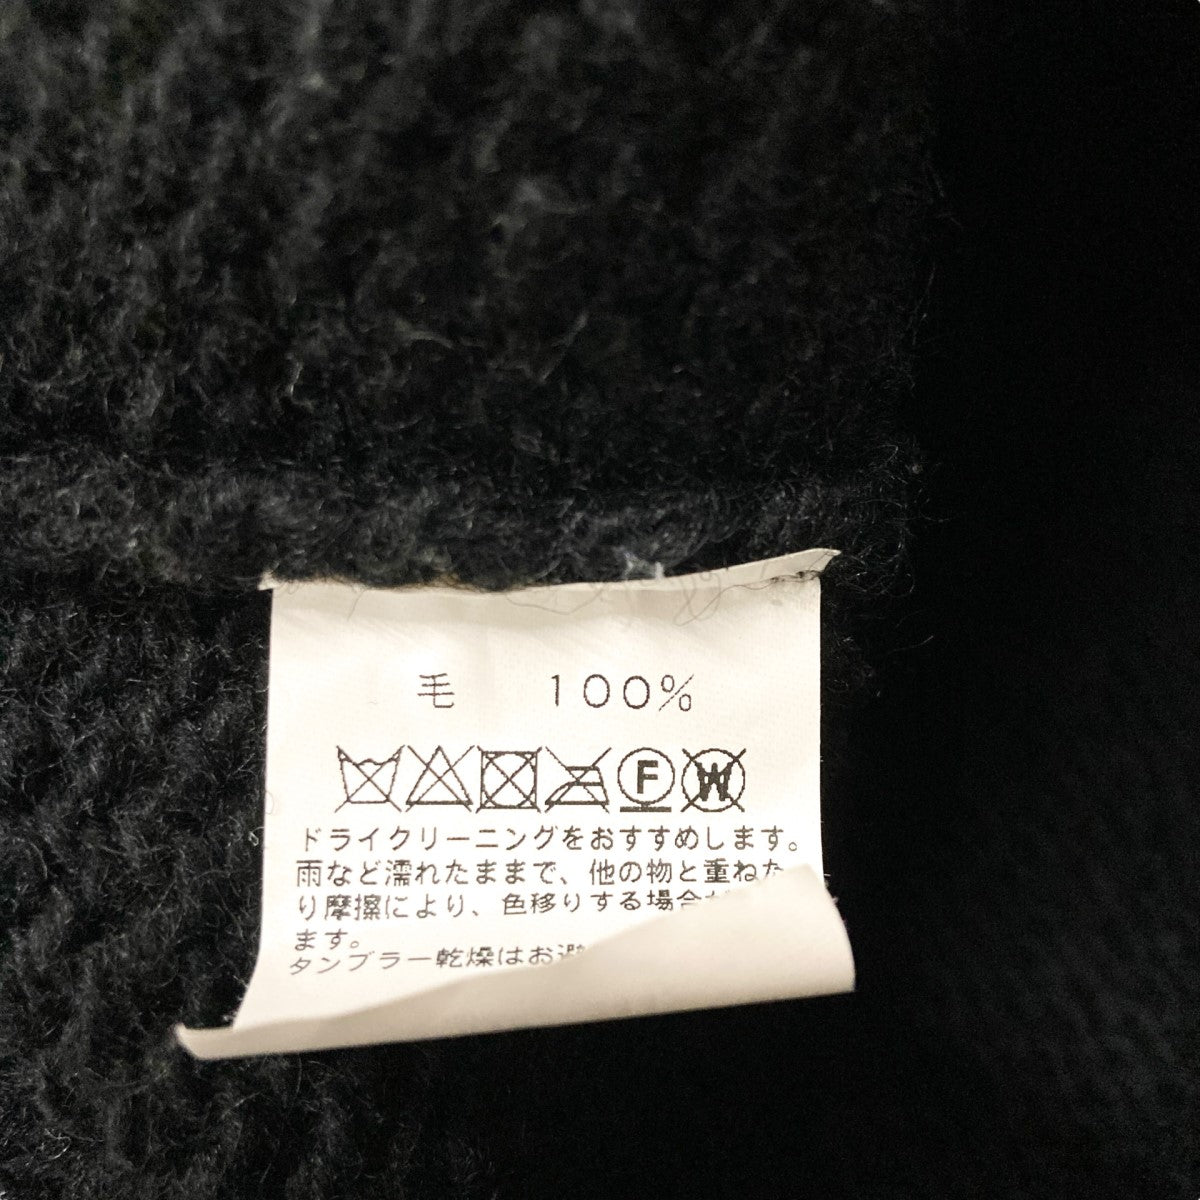 毛 100%
F W
ドライクリーニングをおすすめします。
雨など濡れたままで、他の物と重ねた
り摩擦により、色移りする場合が
ます。
タンブラー乾燥はお避